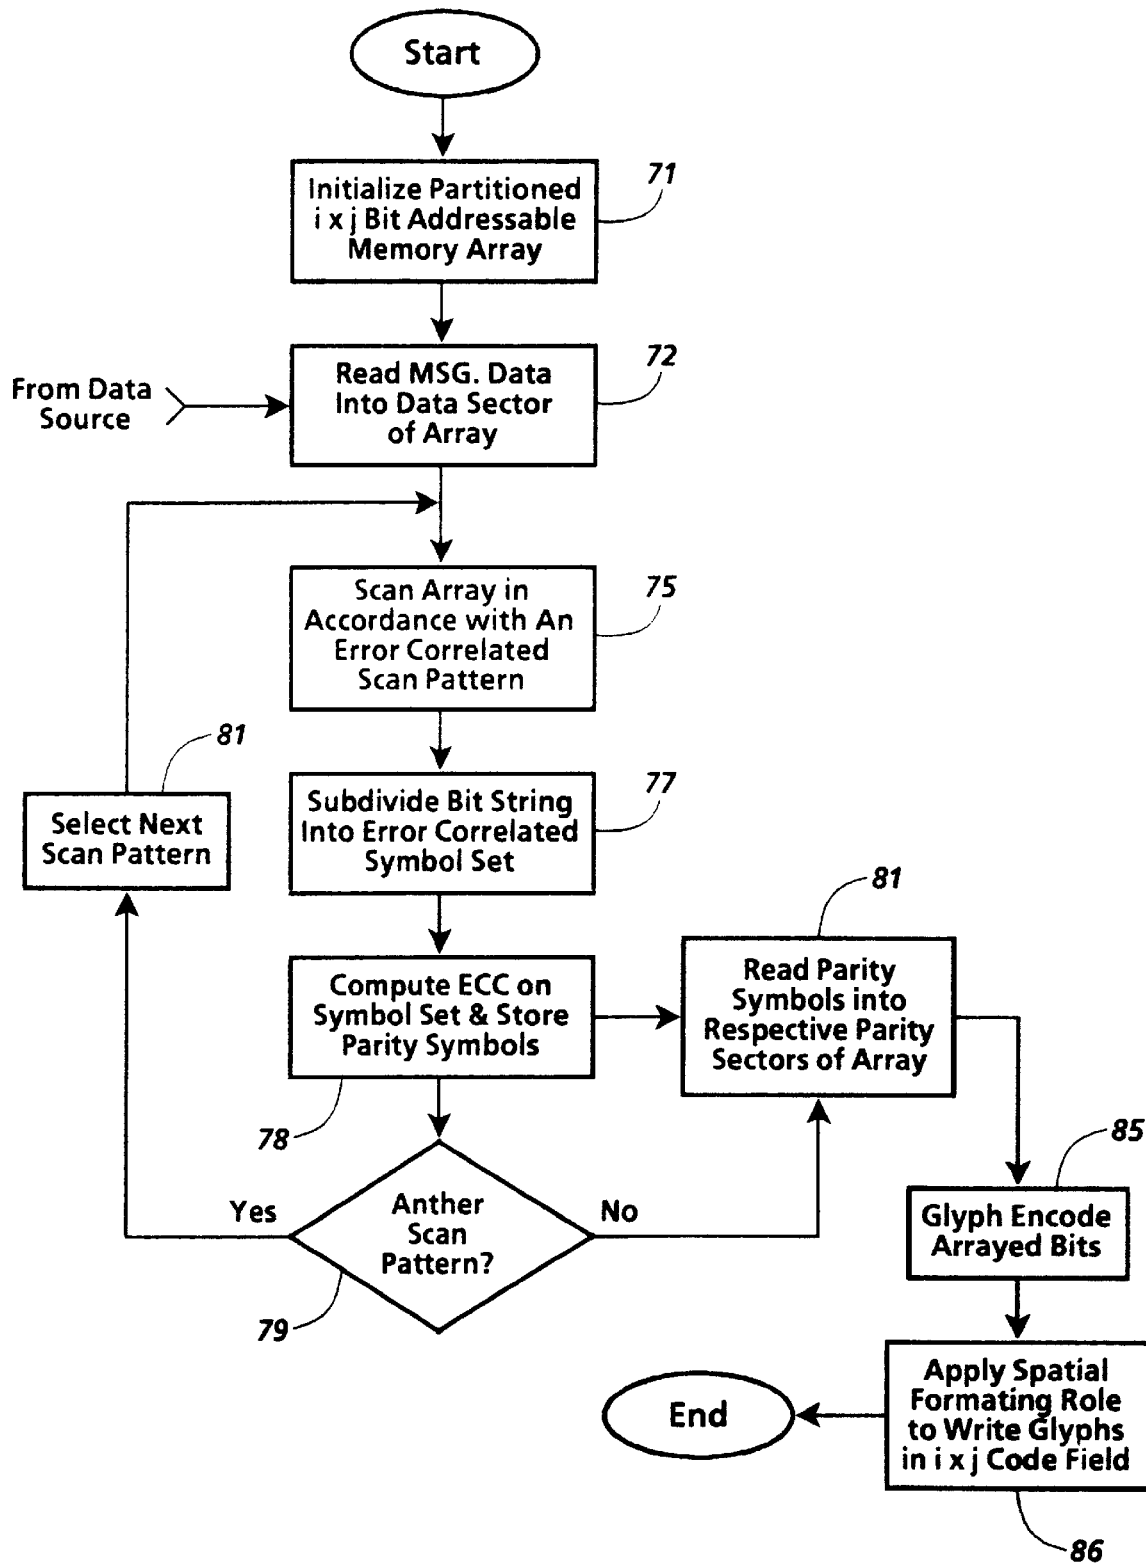 Start
71
Initialize Partitioned
i x j Bit Addressable
Memory Array
72
Read MSG. Data
Into Data Sector
of Array
From Data
Source
75
Scan Array in
Accordance with An
Error Correlated
Scan Pattern
81
Select Next
Scan Pattern
77
Subdivide Bit String
Into Error Correlated
Symbol Set
78
Compute ECC on
Symbol Set & Store
Parity Symbols
81
Read Parity
Symbols into
Respective Parity
Sectors of Array
Yes
Anther
Scan
Pattern?
No
79
85
Glyph Encode
Arrayed Bits
Apply Spatial
Formating Role
to Write Glyphs
in i x j Code Field
86
End